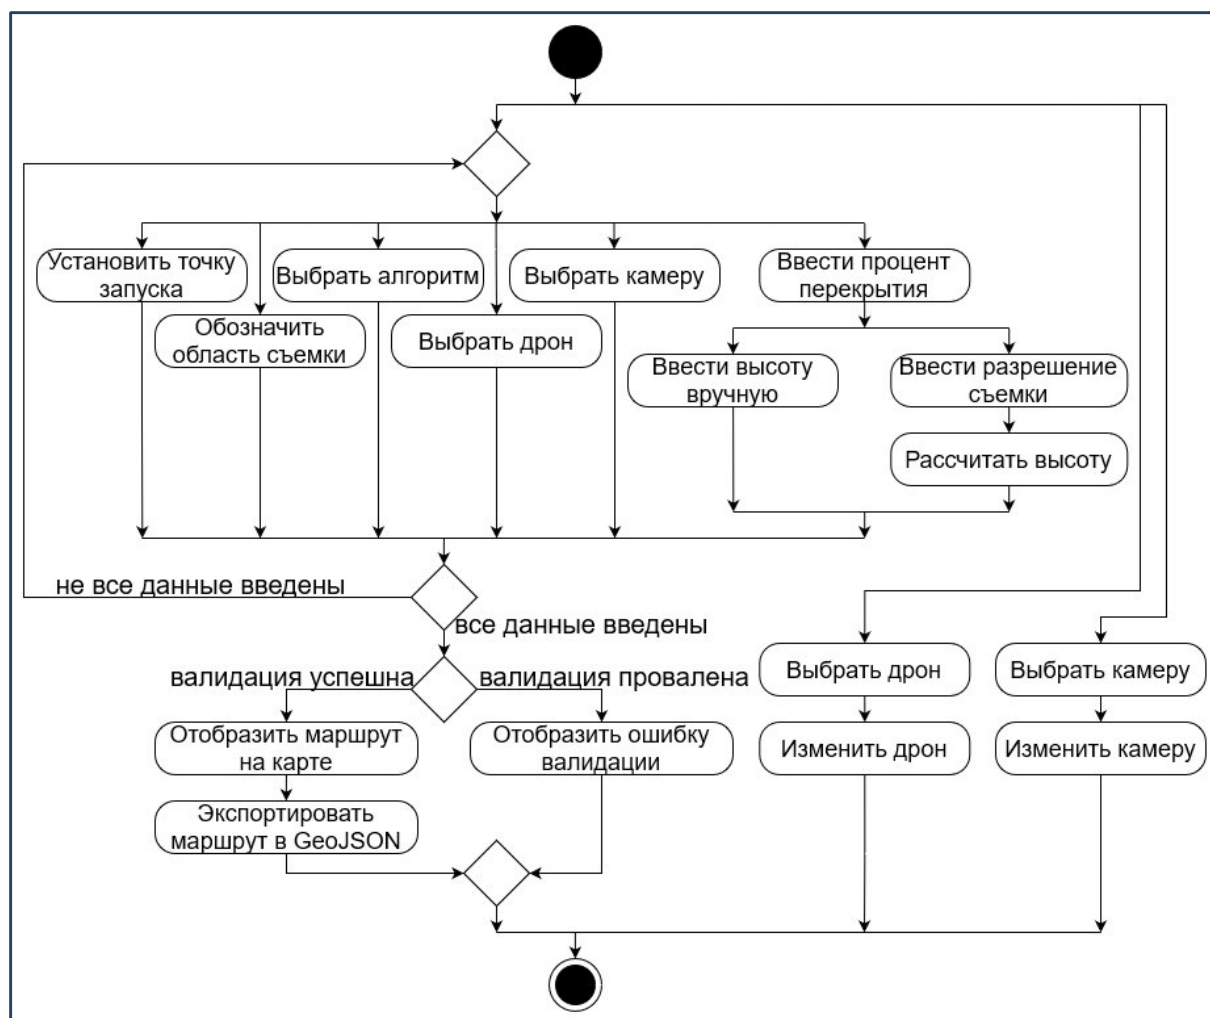 Установить точку
запуска
Обозначить
область съемки
Выбрать алгоритм
Выбрать дрон
Выбрать камеру
Ввести процент
перекрытия
Ввести высоту
вручную
Ввести разрешение
съемки
Рассчитать высоту
не все данные введены
все данные введены
валидация успешна
валидация провалена
Отобразить маршрут
на карте
Экспортировать
маршрут в GeoJSON
Отобразить ошибку
валидации
Выбрать дрон
Изменить дрон
Выбрать камеру
Изменить камеру